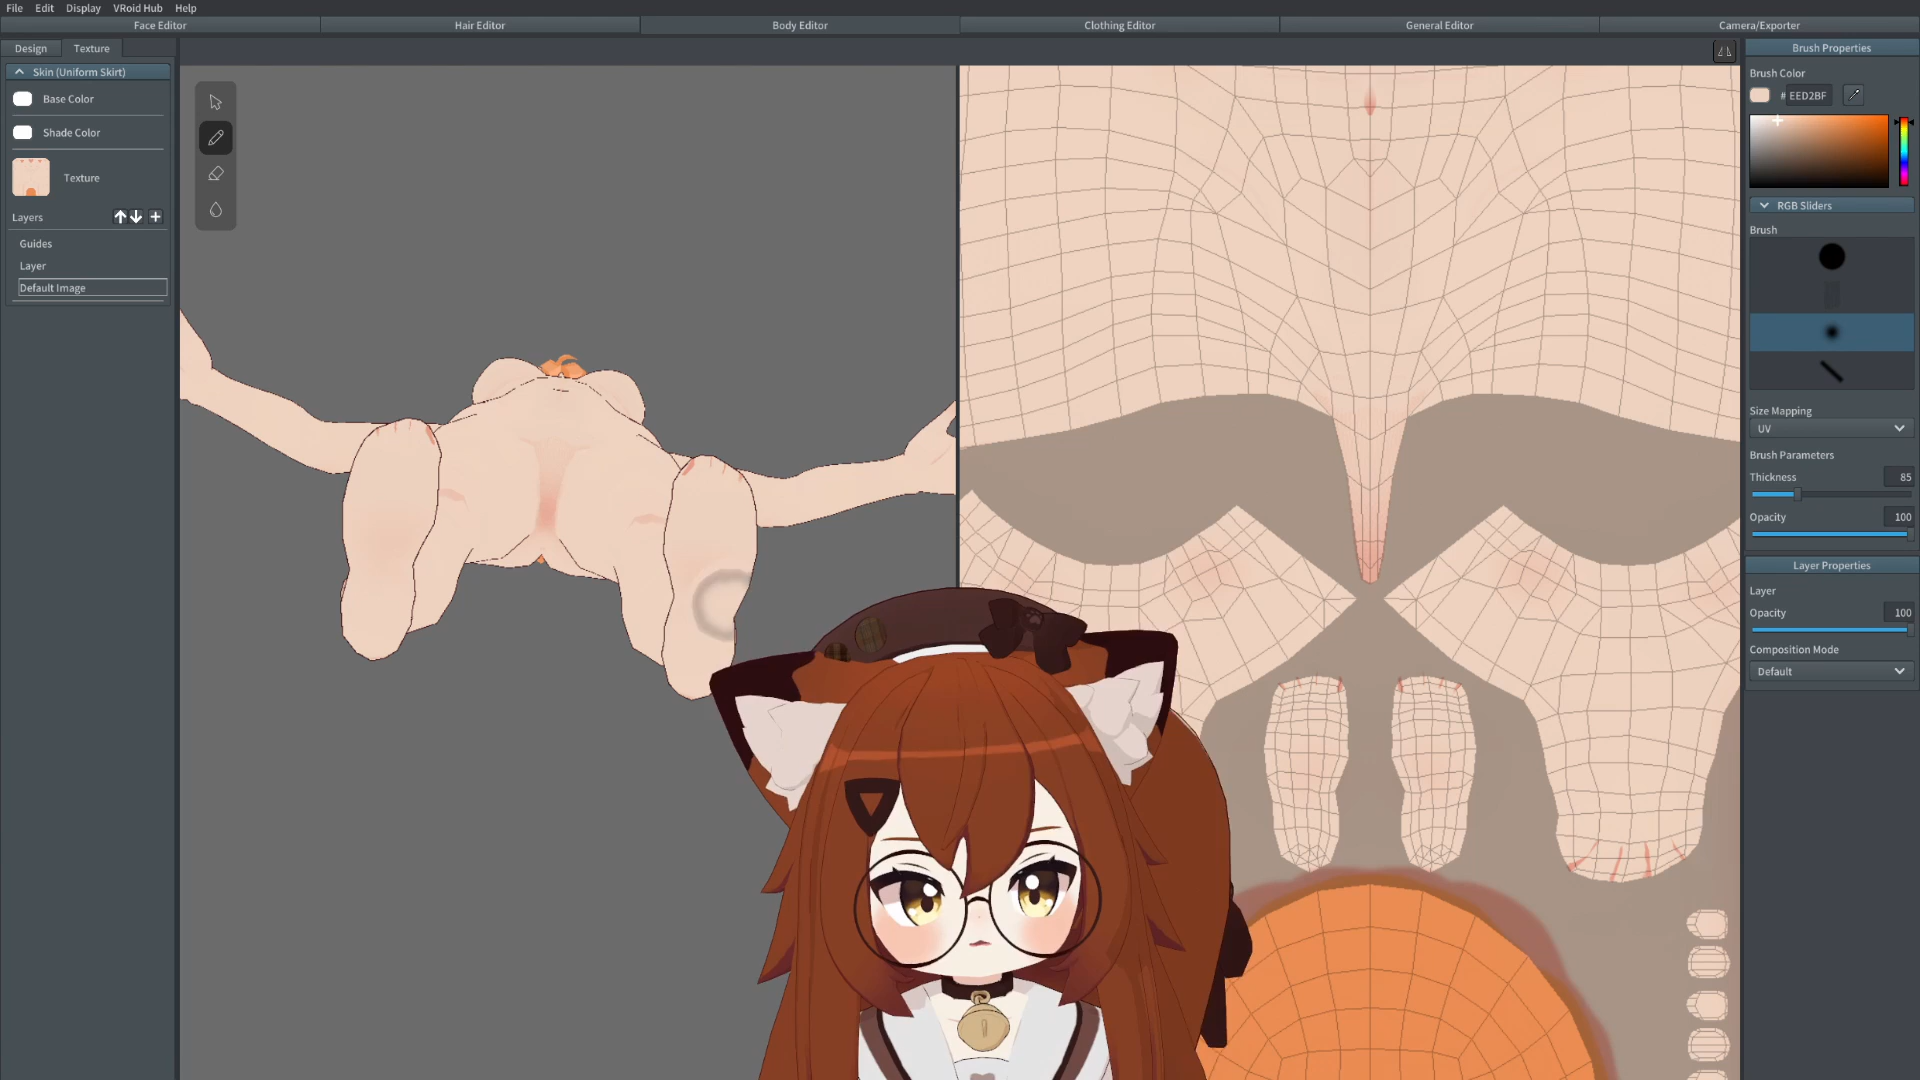 File Edit Display VRoid Hub Help
Face Editor Hair Editor Body Editor Clothing Editor General Editor Camera/Exporter
Design Texture
Skin (Uniform Skirt)
Base Color
Shade Color
Texture
Layers
Guides
Layer
Default Image
Brush Properties
Brush Color
# EED2BF
RGB Sliders
Brush
Size Mapping
UV
Brush Parameters
Thickness 85
Opacity 100
Layer Properties
Layer
Opacity 100
Composition Mode
Default